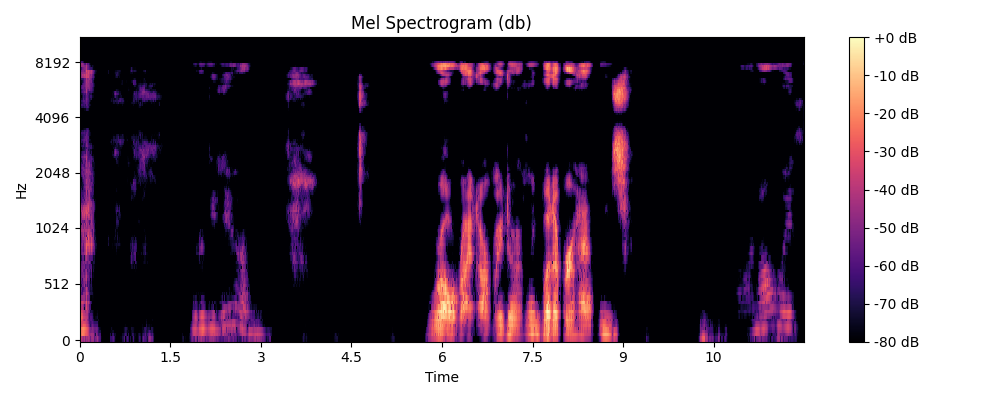 Mel Spectrogram (db)
8192
4096
2048
1024
512
0
Hz
0 1.5 3 4.5 6 7.5 9 10
Time
+0 dB
-10 dB
-20 dB
-30 dB
-40 dB
-50 dB
-60 dB
-70 dB
-80 dB